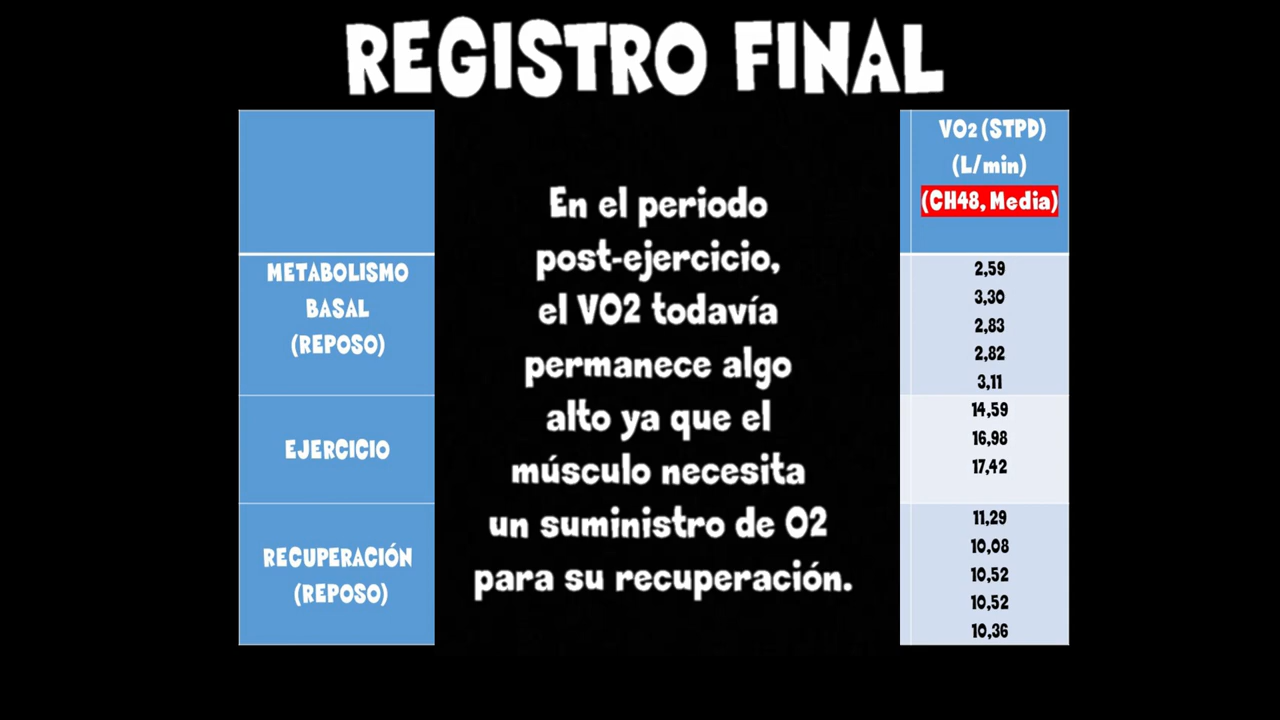 REGISTRO FINAL
VO2 (STPD)
(L/min)
(CH48, Media)
METABOLISMO
BASAL
(REPOSO)
2,59
3,30
2,83
2,82
3,11
EJERCICIO
14,59
16,98
17,42
RECUPERACIÓN
(REPOSO)
11,29
10,08
10,52
10,52
10,36
En el periodo
post-ejercicio,
el VO2 todavía
permanece algo
alto ya que el
músculo necesita
un suministro de O2
para su recuperación.